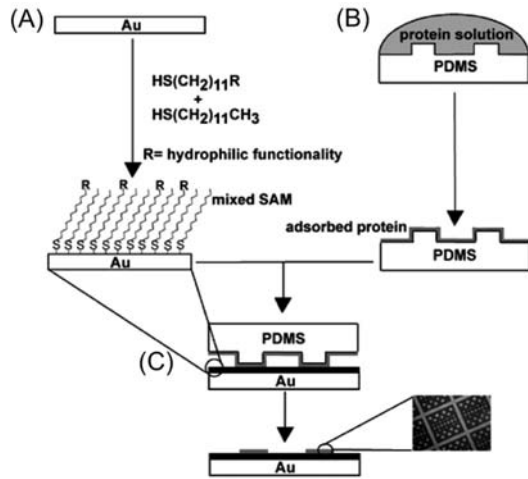 (A)
Au
HS(CH2)11R
+
HS(CH2)11CH3
R= hydrophilic functionality
R R R R
mixed SAM
S S S S S S S S S
Au
(B)
protein solution
PDMS
adsorbed protein
PDMS
(C)
PDMS
Au
Au